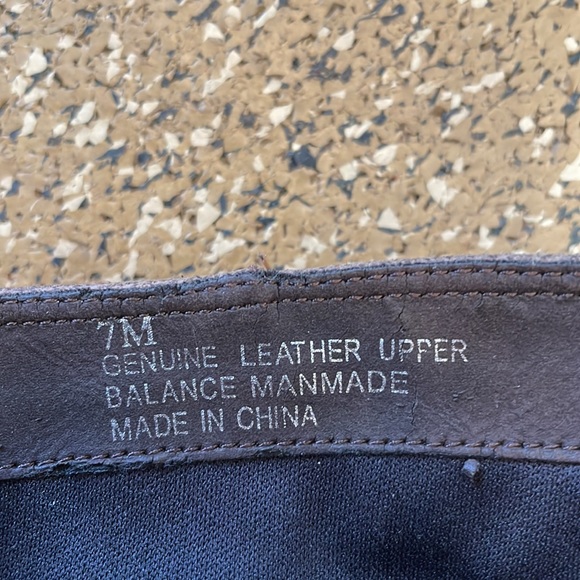 7M
GENUINE LEATHER UPPER
BALANCE MANMADE
MADE IN CHINA